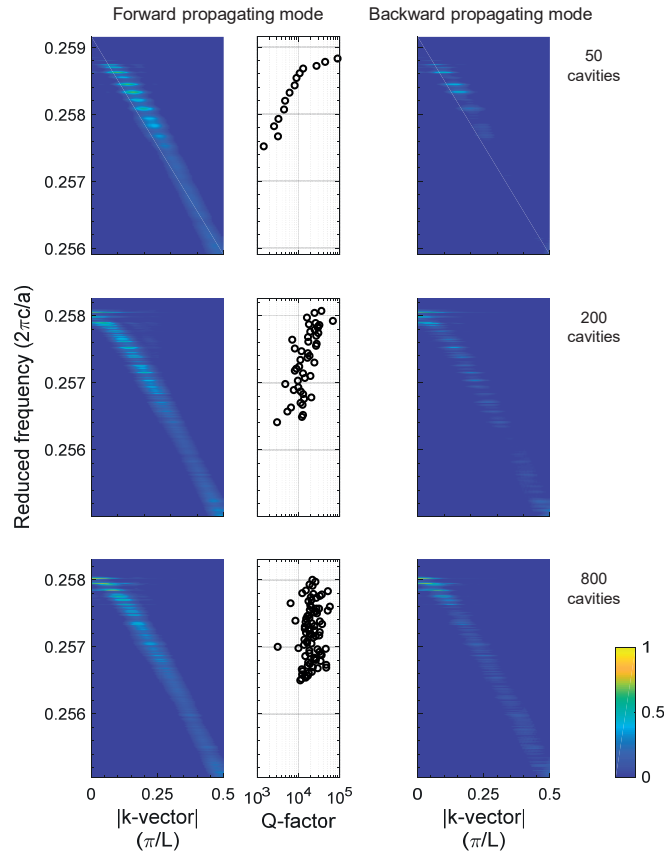 Forward propagating mode
Backward propagating mode
0.259
0.258
0.257
0.256
50
cavities
Reduced frequency (2πc/a)
0.258
0.257
0.256
200
cavities
0.258
0.257
0.256
800
cavities
1
0.5
0
0 0.25 0.5
10³ 10⁴ 10⁵
0 0.25 0.5
|k-vector|
(π/L)
Q-factor
|k-vector|
(π/L)